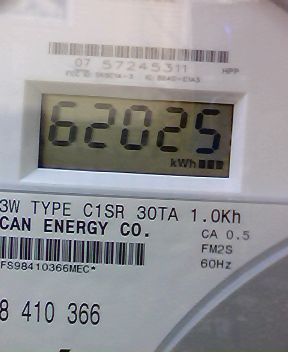 07 57245311
HPP
62025
kWh
3W TYPE C1SR 30TA 1.0Kh
CAN ENERGY CO.
CA 0.5
FM2S
60Hz
FS98410366MEC*
8 410 366